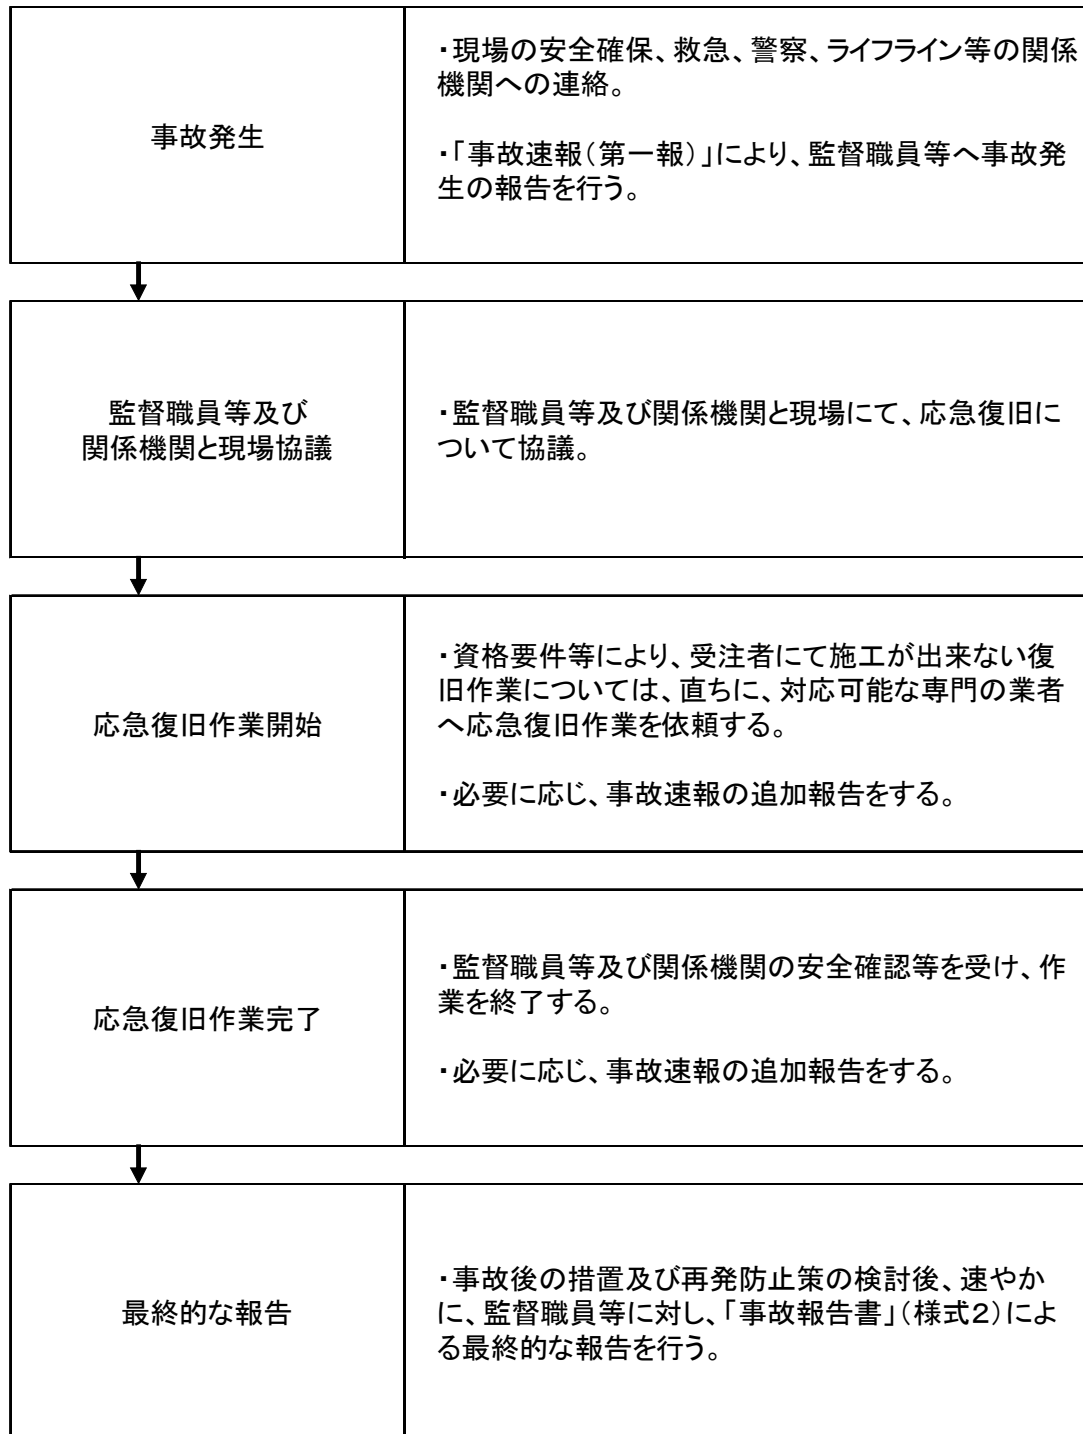 事故発生
・現場の安全確保、救急、警察、ライフライン等の関係
機関への連絡。
・「事故速報(第一報)」により、監督職員等へ事故発
生の報告を行う。
監督職員等及び
関係機関と現場協議
・監督職員等及び関係機関と現場にて、応急復旧に
ついて協議。
応急復旧作業開始
・資格要件等により、受注者にて施工が出来ない復
旧作業については、直ちに、対応可能な専門の業者
へ応急復旧作業を依頼する。
・必要に応じ、事故速報の追加報告をする。
応急復旧作業完了
・監督職員等及び関係機関の安全確認等を受け、作
業を終了する。
・必要に応じ、事故速報の追加報告をする。
最終的な報告
・事故後の措置及び再発防止策の検討後、速やか
に、監督職員等に対し、「事故報告書」(様式2)によ
る最終的な報告を行う。